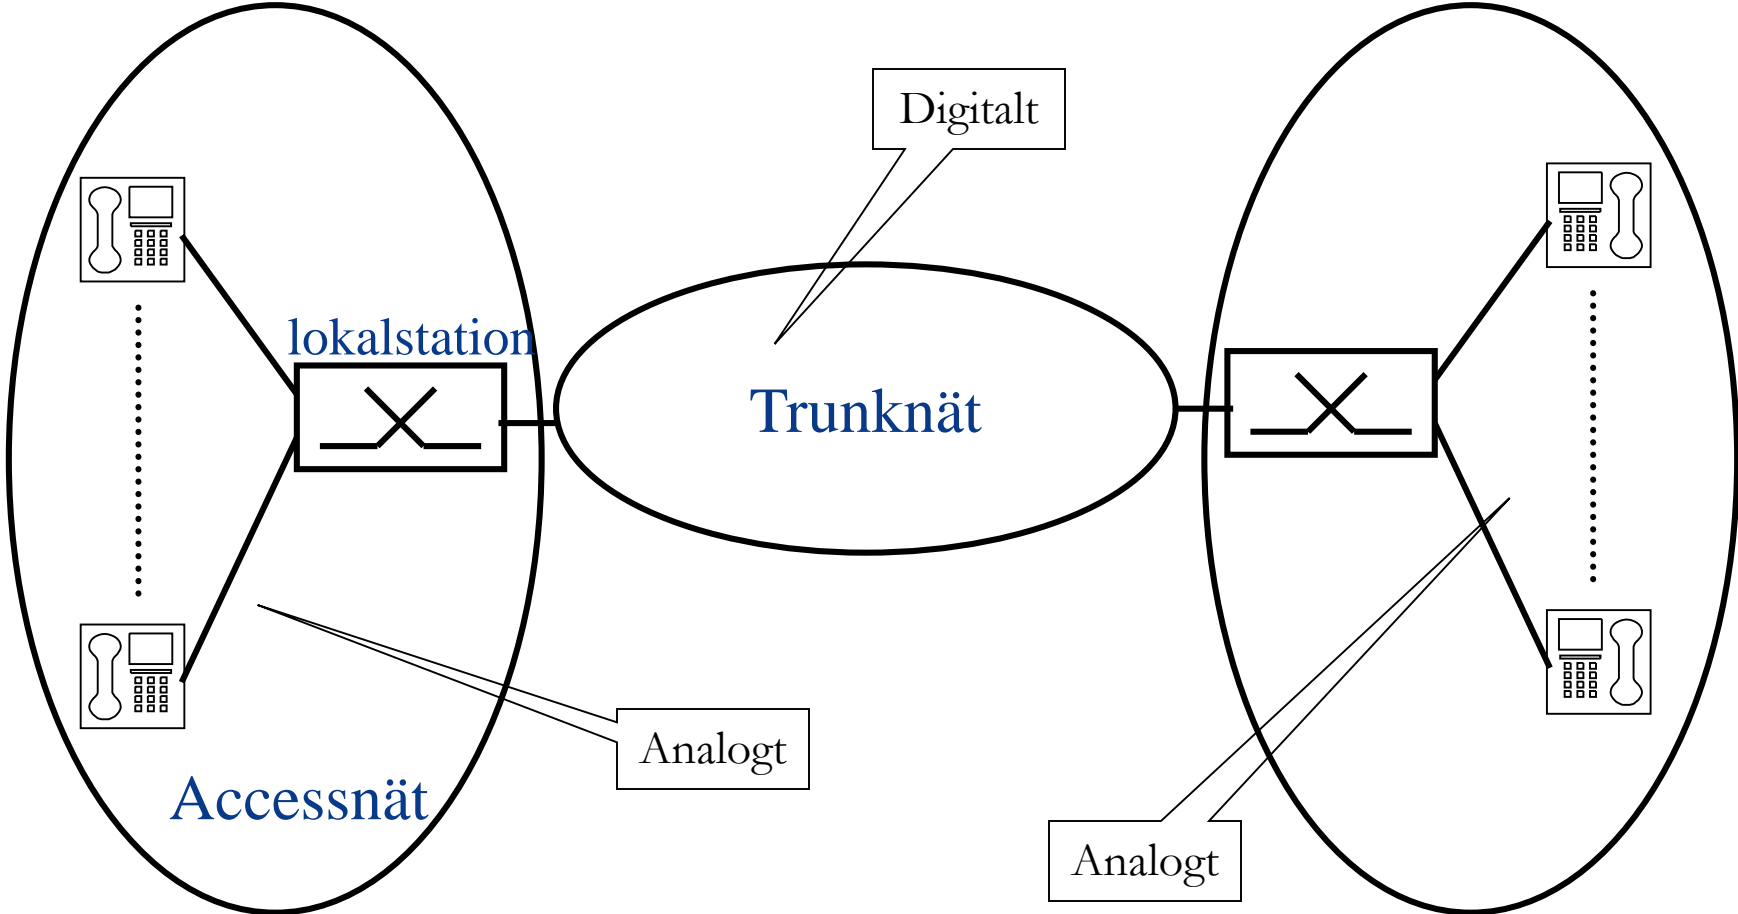 Digitalt
lokalstation
Trunknät
Analogt
Accessnät
Analogt